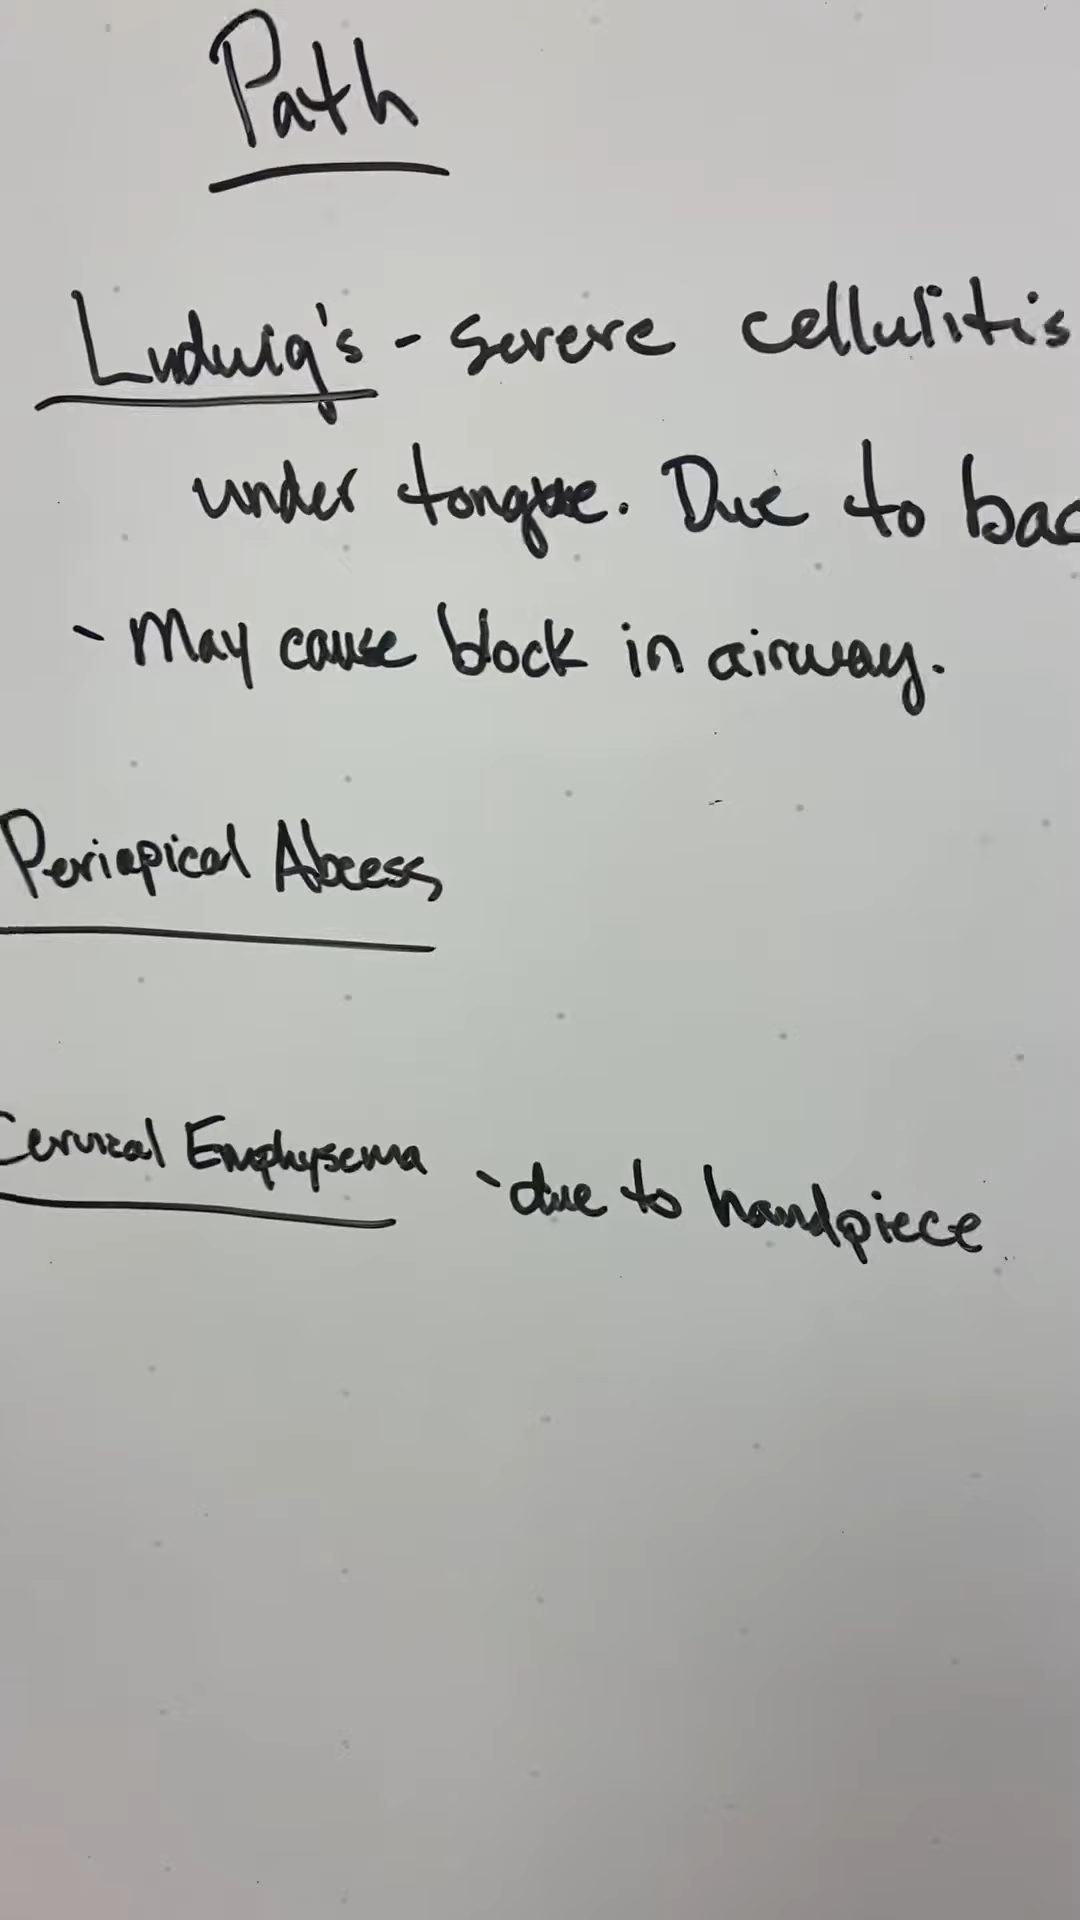 Path
Ludwig's - severe cellulitis
under tongue. Due to bac
- May cause block in airway.
Periapical Abcess
Cervical Emphysema - due to handpiece